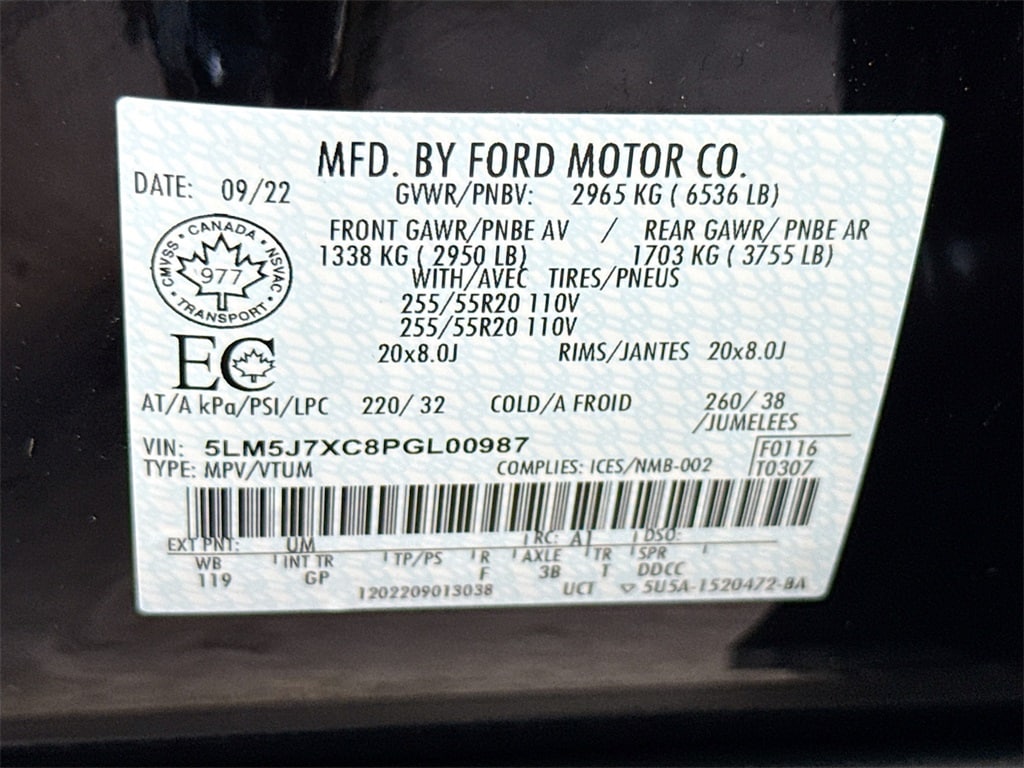 MFD. BY FORD MOTOR CO.
DATE: 09/22 GVWR/PNBV: 2965 KG ( 6536 LB)
FRONT GAWR/PNBE AV / REAR GAWR/ PNBE AR
1338 KG ( 2950 LB) 1703 KG ( 3755 LB)
WITH/AVEC TIRES/PNEUS
255/55R20 110V
255/55R20 110V
20x8.0J RIMS/JANTES 20x8.0J
CMVSS · CANADA · NSVAC · TRANSPORT ·
977
EC
AT/A kPa/PSI/LPC 220/ 32 COLD/A FROID 260/ 38
/JUMELEES
VIN: 5LM5J7XC8PGL00987 F0116
TYPE: MPV/VTUM COMPLIES: ICES/NMB-002 T0307
EXT PNT: UM RC: A1 DSO:
WB INT TR TP/PS R AXLE TR SPR
119 GP F 3B T DDCC
1202209013038 UCT ▽ 5U5A-1520472-BA